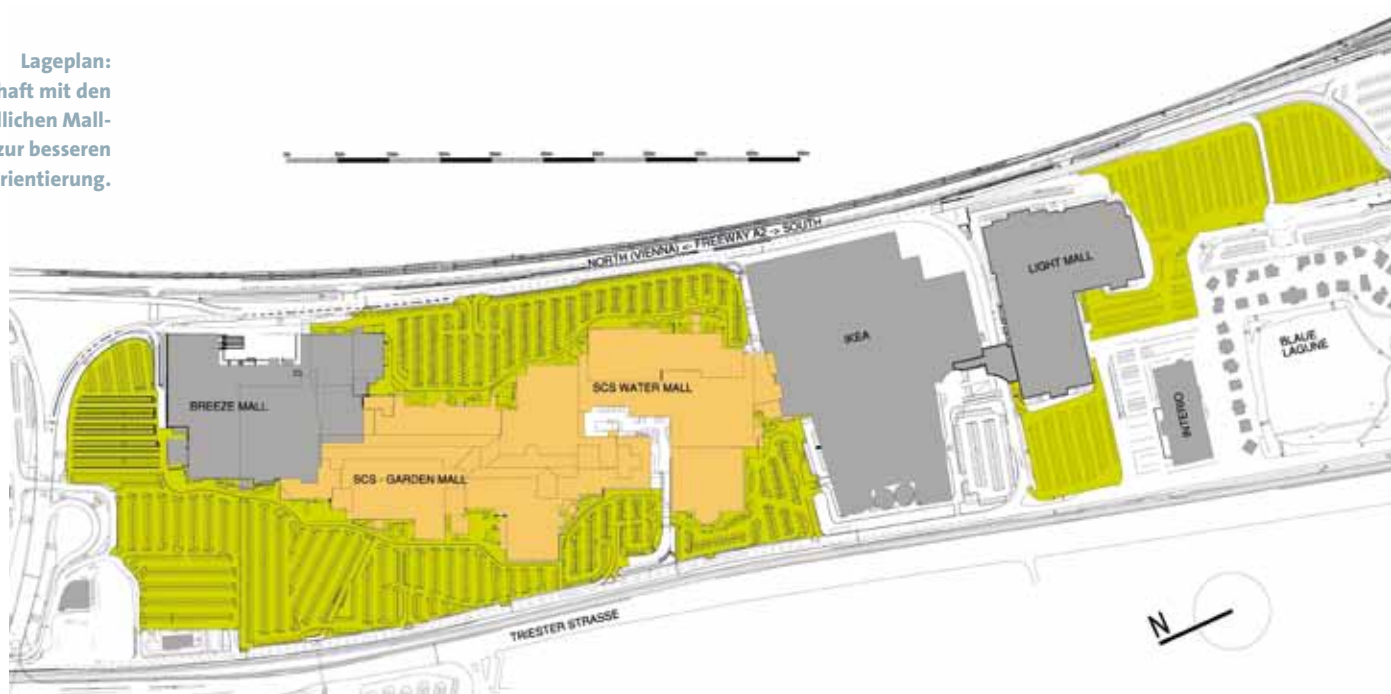 Lageplan:
haft mit den
lichen Mall-
zur besseren
rientierung.
NORTH (VIENNA) <- FREEWAY A2 -> SOUTH
LIGHT MALL
IKEA
BLAUE
LAGUNE
SCS WATER MALL
BREEZE MALL
INTERIO
SCS - GARDEN MALL
TRIESTER STRASSE
N